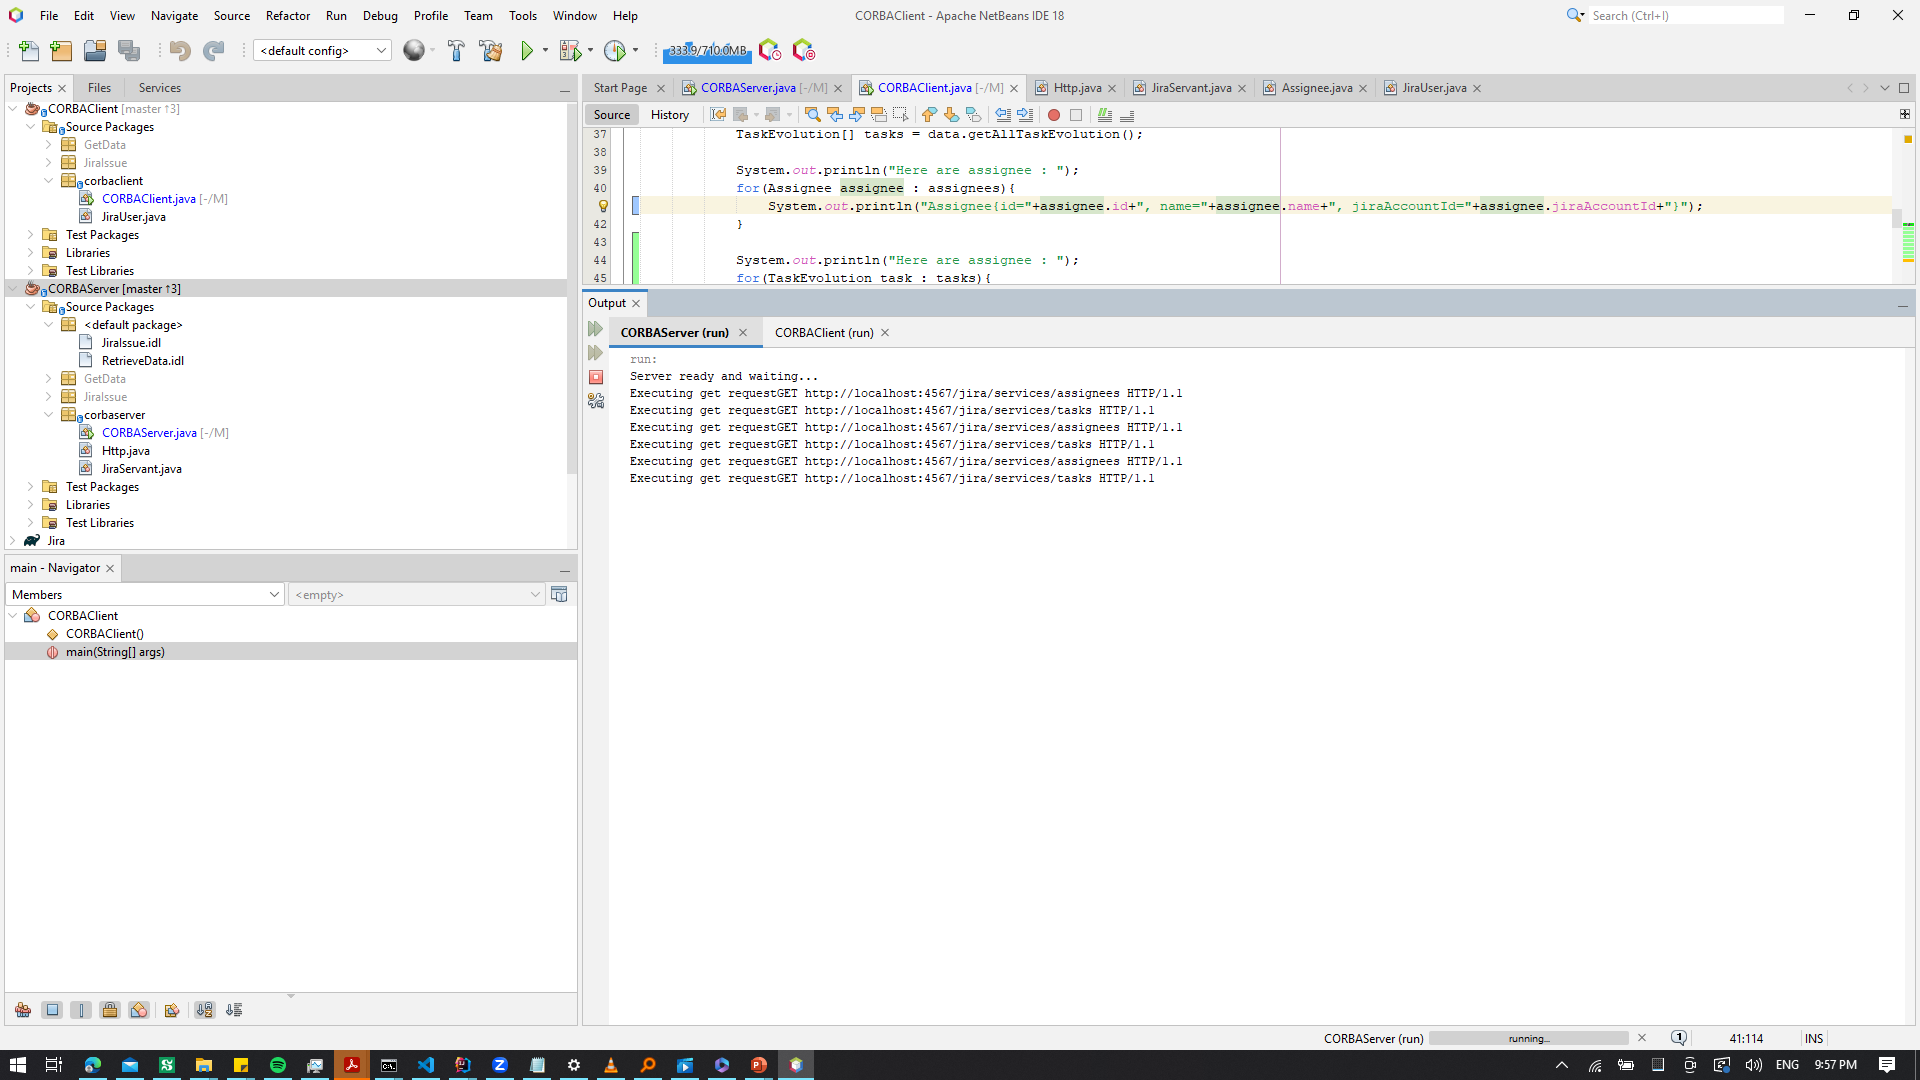 File Edit View Navigate Source Refactor Run Debug Profile Team Tools Window Help
CORBAClient - Apache NetBeans IDE 18
Search (Ctrl+I)
<default config>
333.9/710.0MB
Projects Files Services
CORBAClient [master ↑3]
Source Packages
GetData
JiraIssue
corbaclient
CORBAClient.java [-/M]
JiraUser.java
Test Packages
Libraries
Test Libraries
CORBAServer [master ↑3]
Source Packages
<default package>
JiraIssue.idl
RetrieveData.idl
GetData
JiraIssue
corbaserver
CORBAServer.java [-/M]
Http.java
JiraServant.java
Test Packages
Libraries
Test Libraries
Jira
main - Navigator
Members
<empty>
CORBAClient
CORBAClient()
main(String[] args)
Start Page CORBAServer.java [-/M] CORBAClient.java [-/M] Http.java JiraServant.java Assignee.java JiraUser.java
Source History
37 TaskEvolution[] tasks = data.getAllTaskEvolution();
38
39 System.out.println("Here are assignee : ");
40 for(Assignee assignee : assignees){
System.out.println("Assignee{id="+assignee.id+", name="+assignee.name+", jiraAccountId="+assignee.jiraAccountId+"}");
42 }
43
44 System.out.println("Here are assignee : ");
45 for(TaskEvolution task : tasks){
Output
CORBAServer (run) CORBAClient (run)
run:
Server ready and waiting...
Executing get requestGET http://localhost:4567/jira/services/assignees HTTP/1.1
Executing get requestGET http://localhost:4567/jira/services/tasks HTTP/1.1
Executing get requestGET http://localhost:4567/jira/services/assignees HTTP/1.1
Executing get requestGET http://localhost:4567/jira/services/tasks HTTP/1.1
Executing get requestGET http://localhost:4567/jira/services/assignees HTTP/1.1
Executing get requestGET http://localhost:4567/jira/services/tasks HTTP/1.1
CORBAServer (run) running... 1 41:114 INS
ENG 9:57 PM